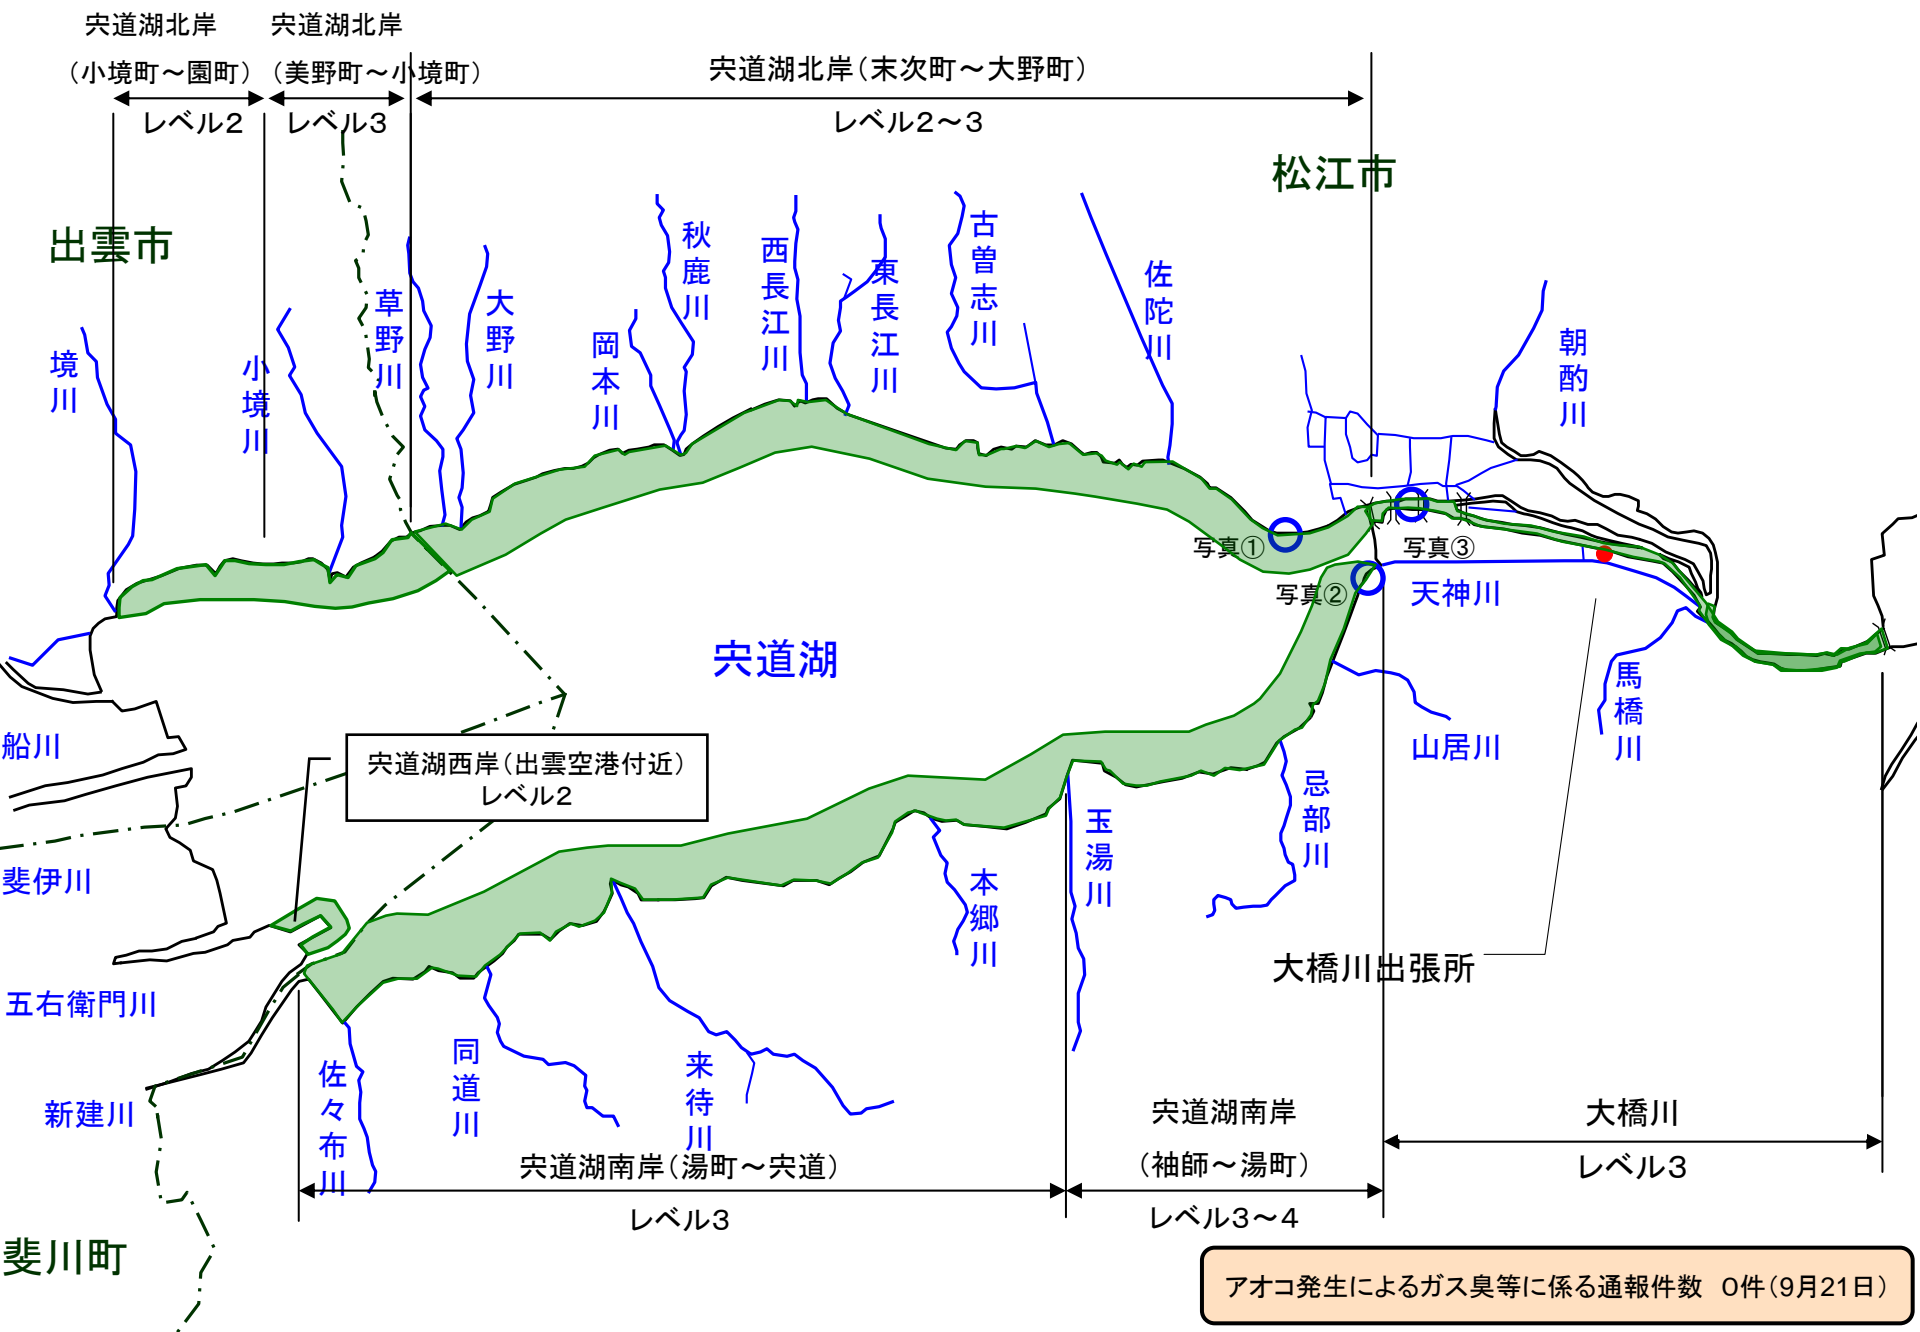 宍道湖北岸
（小境町～園町）
レベル2
宍道湖北岸
（美野町～小境町）
レベル3
宍道湖北岸（末次町～大野町）
レベル2～3
松江市
出雲市
境川
小境川
草野川
大野川
岡本川
秋鹿川
西長江川
東長江川
古曽志川
佐陀川
朝酌川
写真①
写真③
写真②
天神川
宍道湖
馬橋川
山居川
船川
宍道湖西岸（出雲空港付近）
レベル2
忌部川
玉湯川
斐伊川
本郷川
大橋川出張所
五右衛門川
佐々布川
同道川
来待川
新建川
宍道湖南岸（湯町～宍道）
レベル3
宍道湖南岸
（袖師～湯町）
レベル3～4
大橋川
レベル3
斐川町
アオコ発生によるガス臭等に係る通報件数　0件（9月21日）